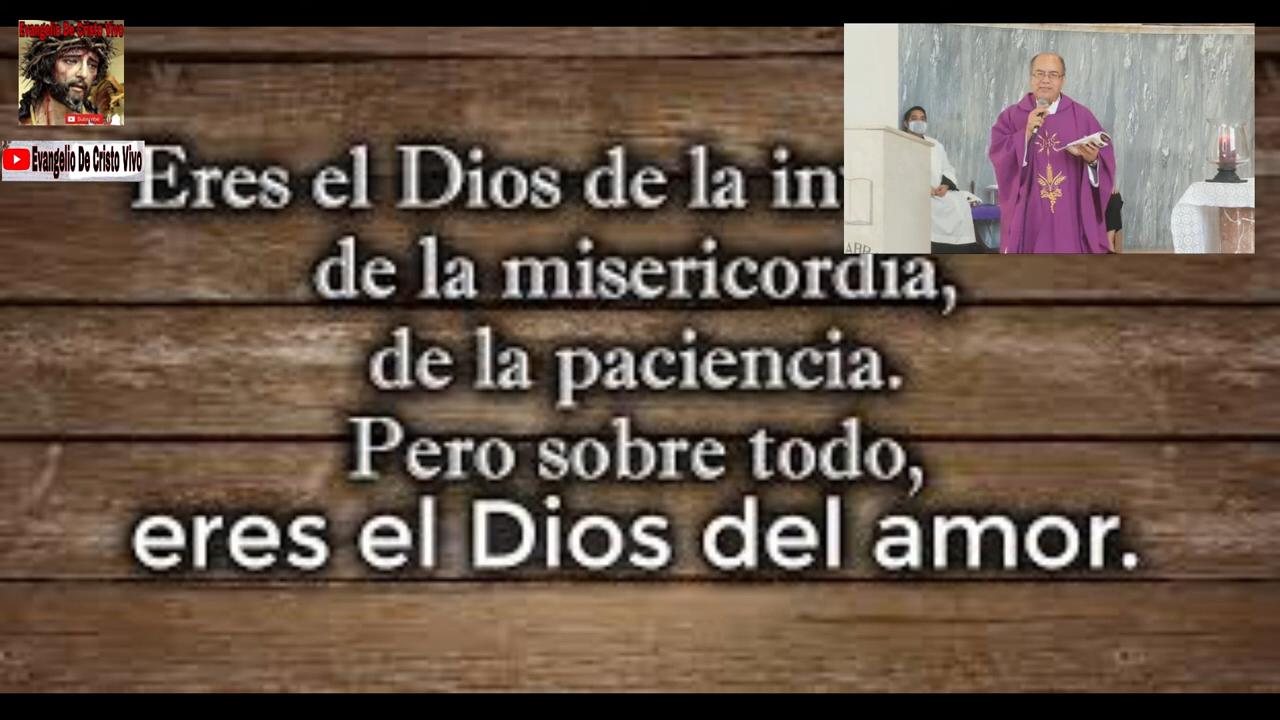 Evangelio De Cristo Vivo
Subscribe
Evangelio De Cristo Vivo
Eres el Dios de la
de la misericordia,
de la paciencia.
Pero sobre todo,
eres el Dios del amor.